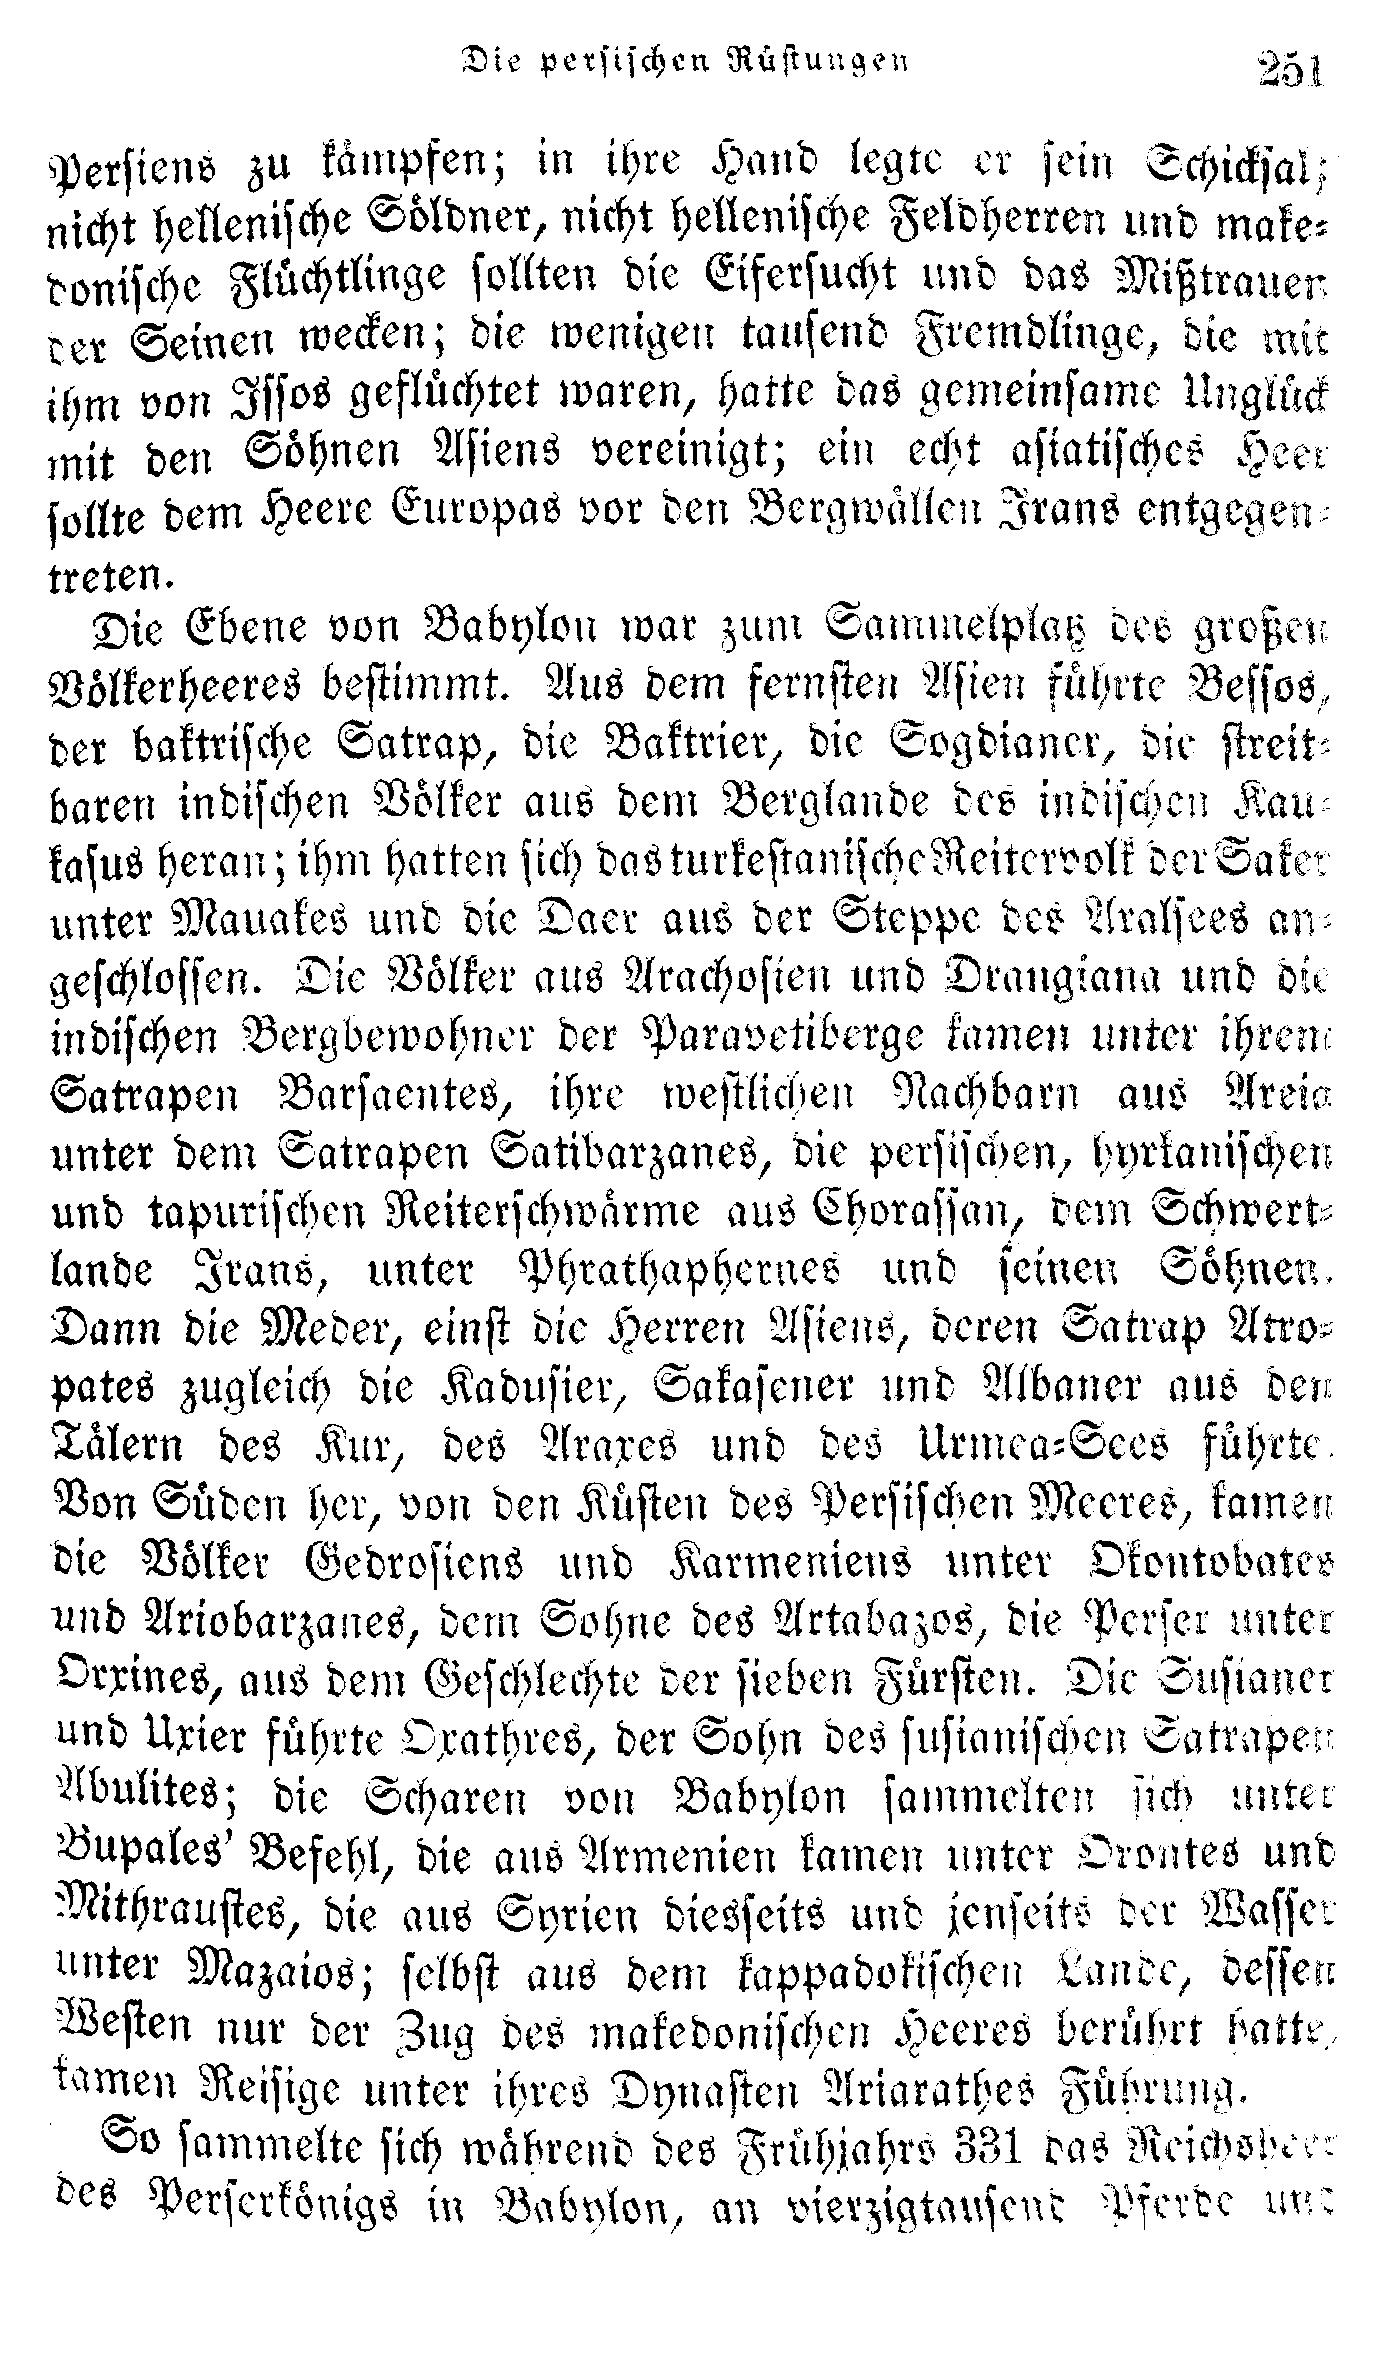 Die persischen Rüstungen 251
Persiens zu kämpfen; in ihre Hand legte er sein Schicksal;
nicht hellenische Söldner, nicht hellenische Feldherren und make-
donische Flüchtlinge sollten die Eifersucht und das Mißtrauen
der Seinen wecken; die wenigen tausend Fremdlinge, die mit
ihm von Issos geflüchtet waren, hatte das gemeinsame Unglück
mit den Söhnen Asiens vereinigt; ein echt asiatisches Heer
sollte dem Heere Europas vor den Bergwällen Irans entgegen-
treten.
Die Ebene von Babylon war zum Sammelplatz des großen
Völkerheeres bestimmt. Aus dem fernsten Asien führte Bessos,
der baktrische Satrap, die Baktrier, die Sogdianer, die streit-
baren indischen Völker aus dem Berglande des indischen Kau-
kasus heran; ihm hatten sich das turkestanische Reitervolk der Saker
unter Mauakes und die Daer aus der Steppe des Aralsees an-
geschlossen. Die Völker aus Arachosien und Drangiana und die
indischen Bergbewohner der Paravetiberge kamen unter ihrem
Satrapen Barsaentes, ihre westlichen Nachbarn aus Areia
unter dem Satrapen Satibarzanes, die persischen, hyrkanischen
und tapurischen Reiterschwärme aus Chorassan, dem Schwert-
lande Irans, unter Phrathaphernes und seinen Söhnen.
Dann die Meder, einst die Herren Asiens, deren Satrap Atro-
pates zugleich die Kadusier, Sakasener und Albaner aus den
Tälern des Kur, des Araxes und des Urmea-Sees führte.
Von Süden her, von den Küsten des Persischen Meeres, kamen
die Völker Gedrosiens und Karmeniens unter Okontobates
und Ariobarzanes, dem Sohne des Artabazos, die Perser unter
Orxines, aus dem Geschlechte der sieben Fürsten. Die Susianer
und Uxier führte Oxathres, der Sohn des susianischen Satrapen
Abulites; die Scharen von Babylon sammelten sich unter
Bupales' Befehl, die aus Armenien kamen unter Orontes und
Mithraustes, die aus Syrien diesseits und jenseits der Wasser
unter Mazaios; selbst aus dem kappadokischen Lande, dessen
Westen nur der Zug des makedonischen Heeres berührt hatte,
kamen Reisige unter ihres Dynasten Ariarathes Führung.
So sammelte sich während des Frühjahrs 331 das Reichsheer
des Perserkönigs in Babylon, an vierzigtausend Pferde und